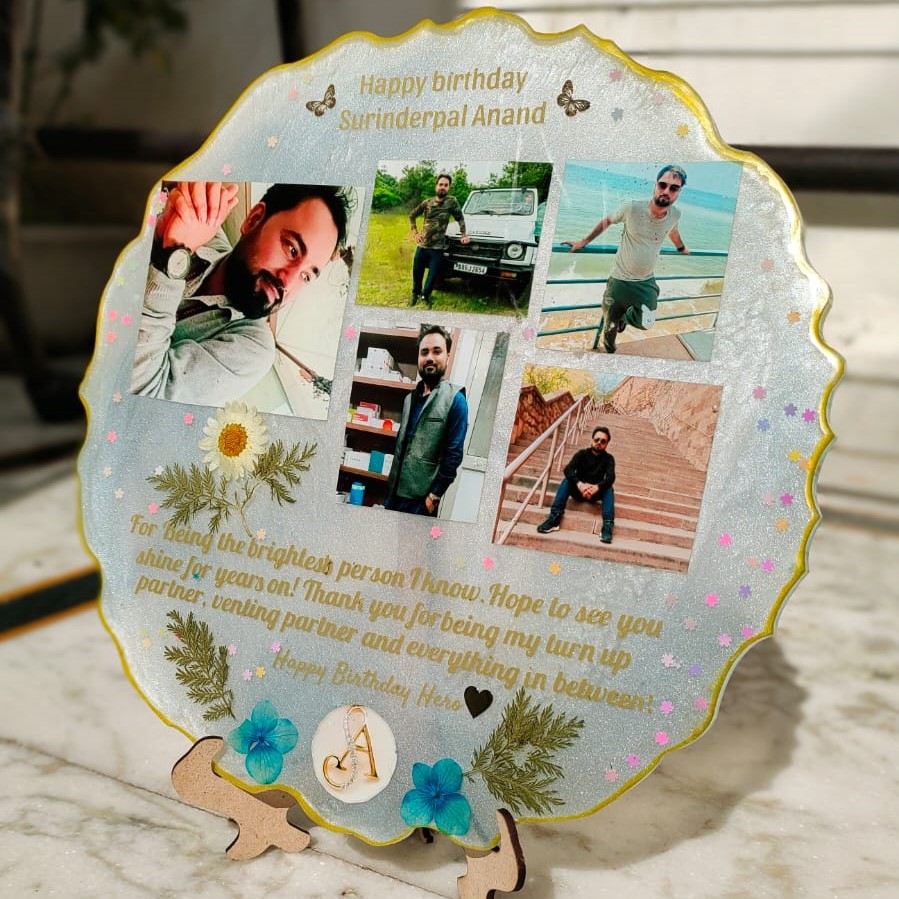 Happy birthday
Surinderpal Anand
For Being the brightest person I know. Hope to see you
shine for years on! Thank you for being my turn up
partner, venting partner and everything in between!
Happy Birthday Hero
A